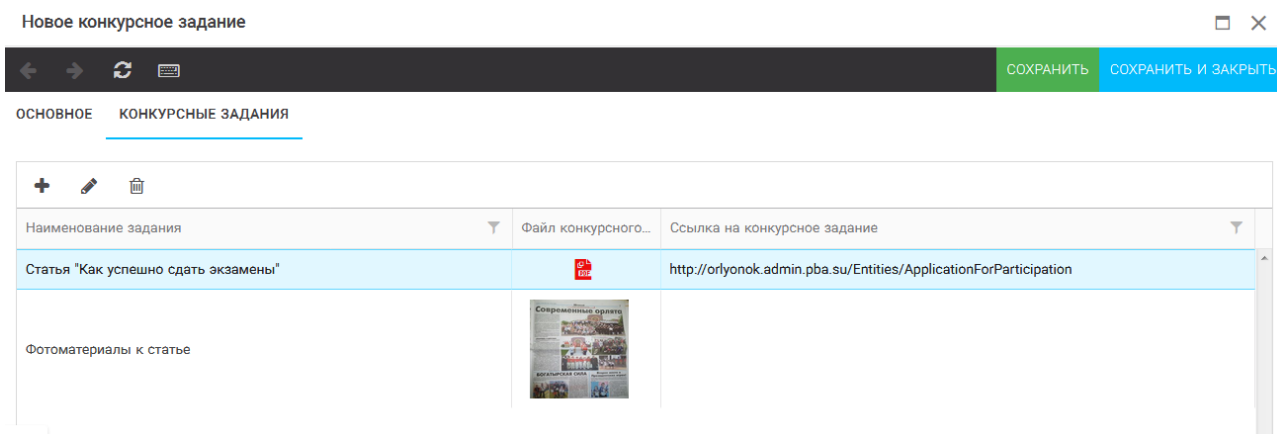 Новое конкурсное задание
СОХРАНИТЬ СОХРАНИТЬ И ЗАКРЫТЬ
ОСНОВНОЕ КОНКУРСНЫЕ ЗАДАНИЯ
Наименование задания Файл конкурсного... Ссылка на конкурсное задание
Статья "Как успешно сдать экзамены" PDF http://orlyonok.admin.pba.su/Entities/ApplicationForParticipation
Современные орлята
Фотоматериалы к статье
БОГАТЫРСКАЯ СИЛА